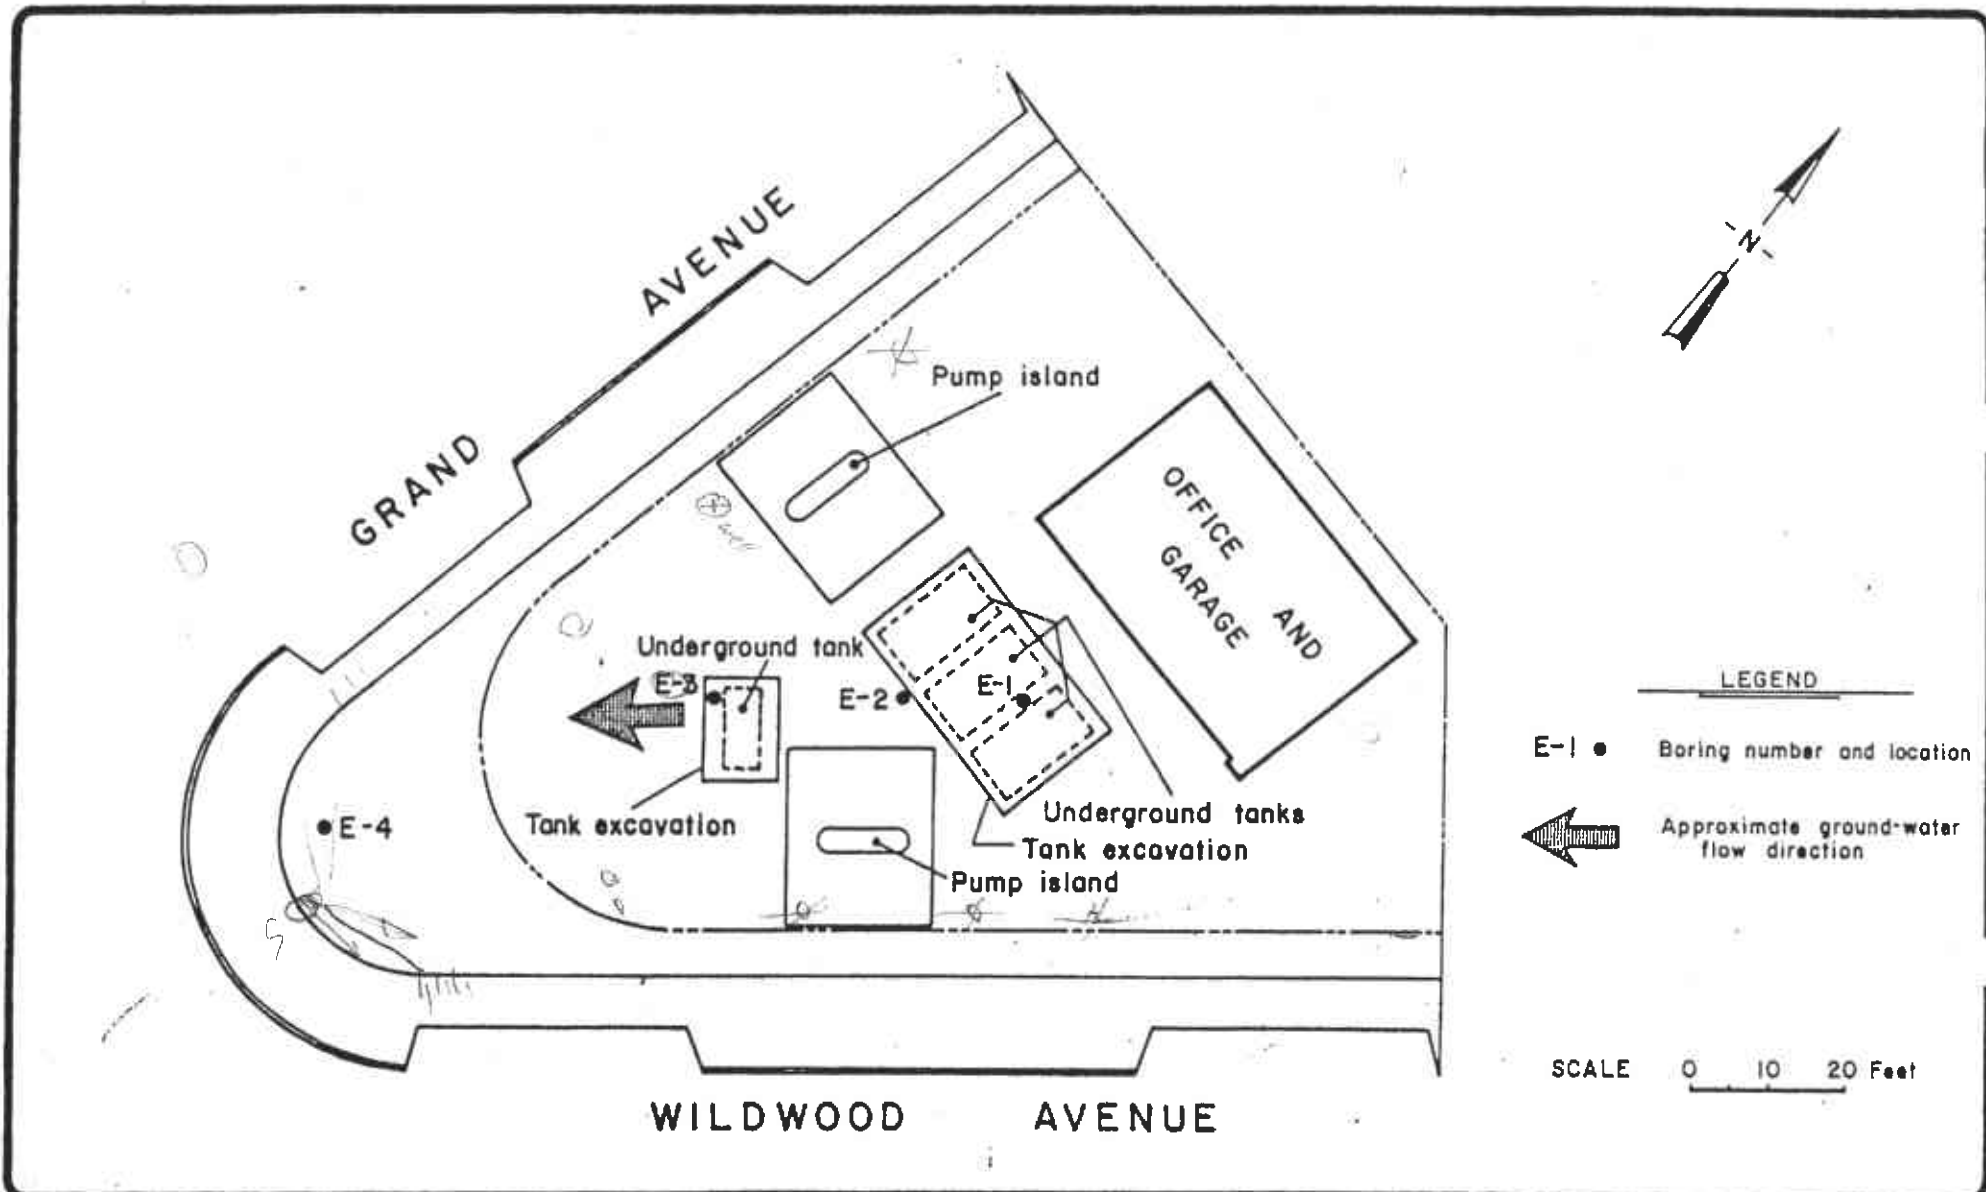 GRAND AVENUE
N
Pump island
OFFICE AND
GARAGE
well
Underground tank
E-3
E-2
E-1
LEGEND
E-1 Boring number and location
Approximate ground-water
flow direction
E-4
Tank excavation
Underground tanks
Tank excavation
Pump island
SCALE 0 10 20 Feet
WILDWOOD AVENUE